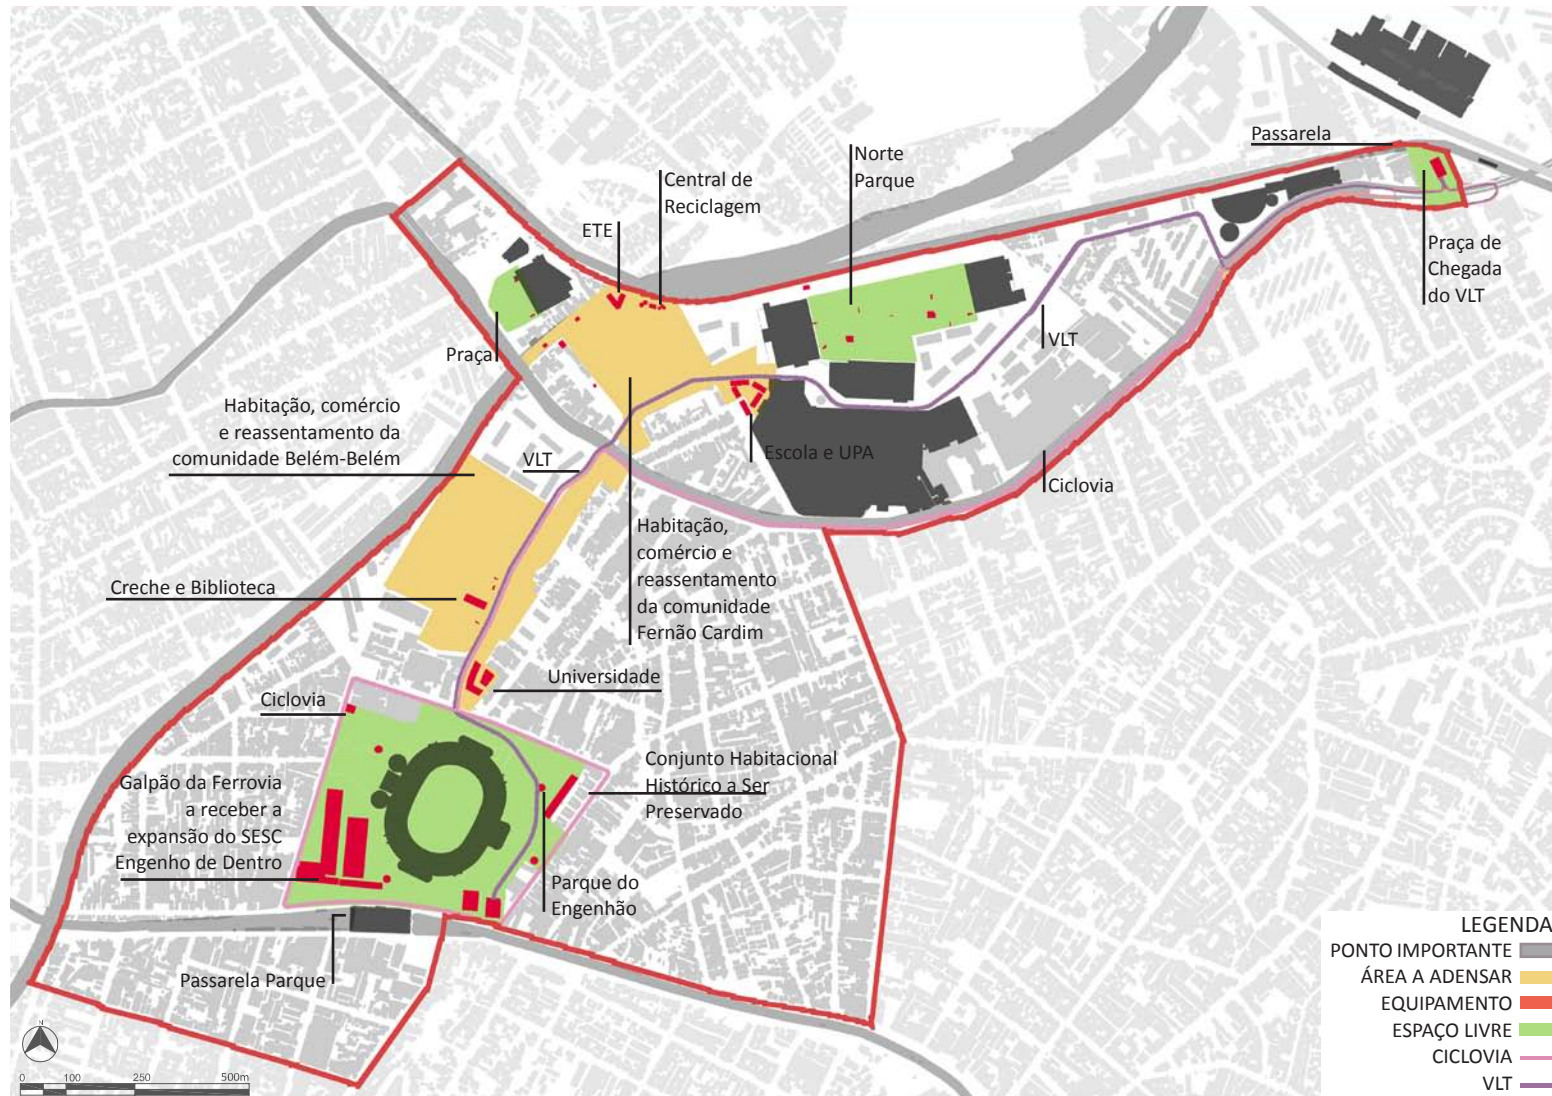 Passarela
Norte
Parque
Central de
Reciclagem
ETE
Praça de
Chegada
do VLT
VLT
Praça
Habitação, comércio
e reassentamento da
comunidade Belém-Belém
VLT
Escola e UPA
Ciclovia
Habitação,
comércio e
reassentamento
da comunidade
Fernão Cardim
Creche e Biblioteca
Universidade
Ciclovia
Conjunto Habitacional
Histórico a Ser
Preservado
Galpão da Ferrovia
a receber a
expansão do SESC
Engenho de Dentro
Parque do
Engenhão
Passarela Parque
LEGENDA
PONTO IMPORTANTE
ÁREA A ADENSAR
EQUIPAMENTO
ESPAÇO LIVRE
CICLOVIA
VLT
N
0 100 250 500m